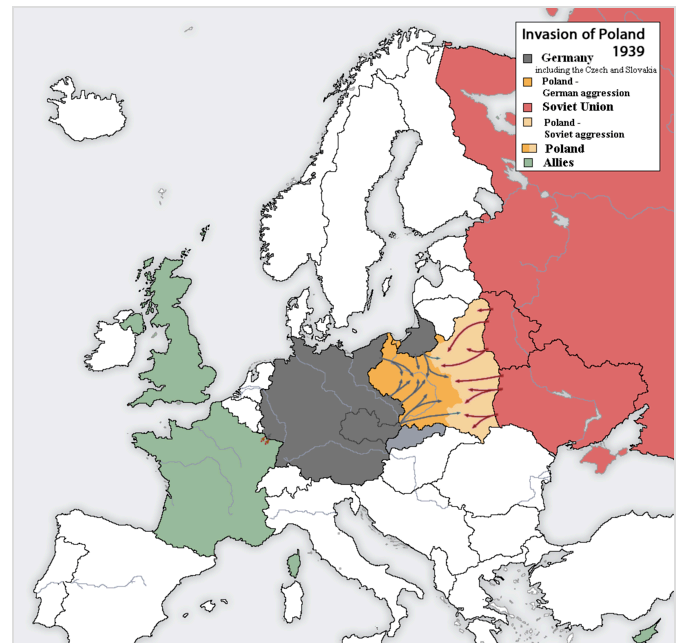 Invasion of Poland
1939
Germany
including the Czech and Slovakia
Poland -
German aggression
Soviet Union
Poland -
Soviet aggression
Poland
Allies